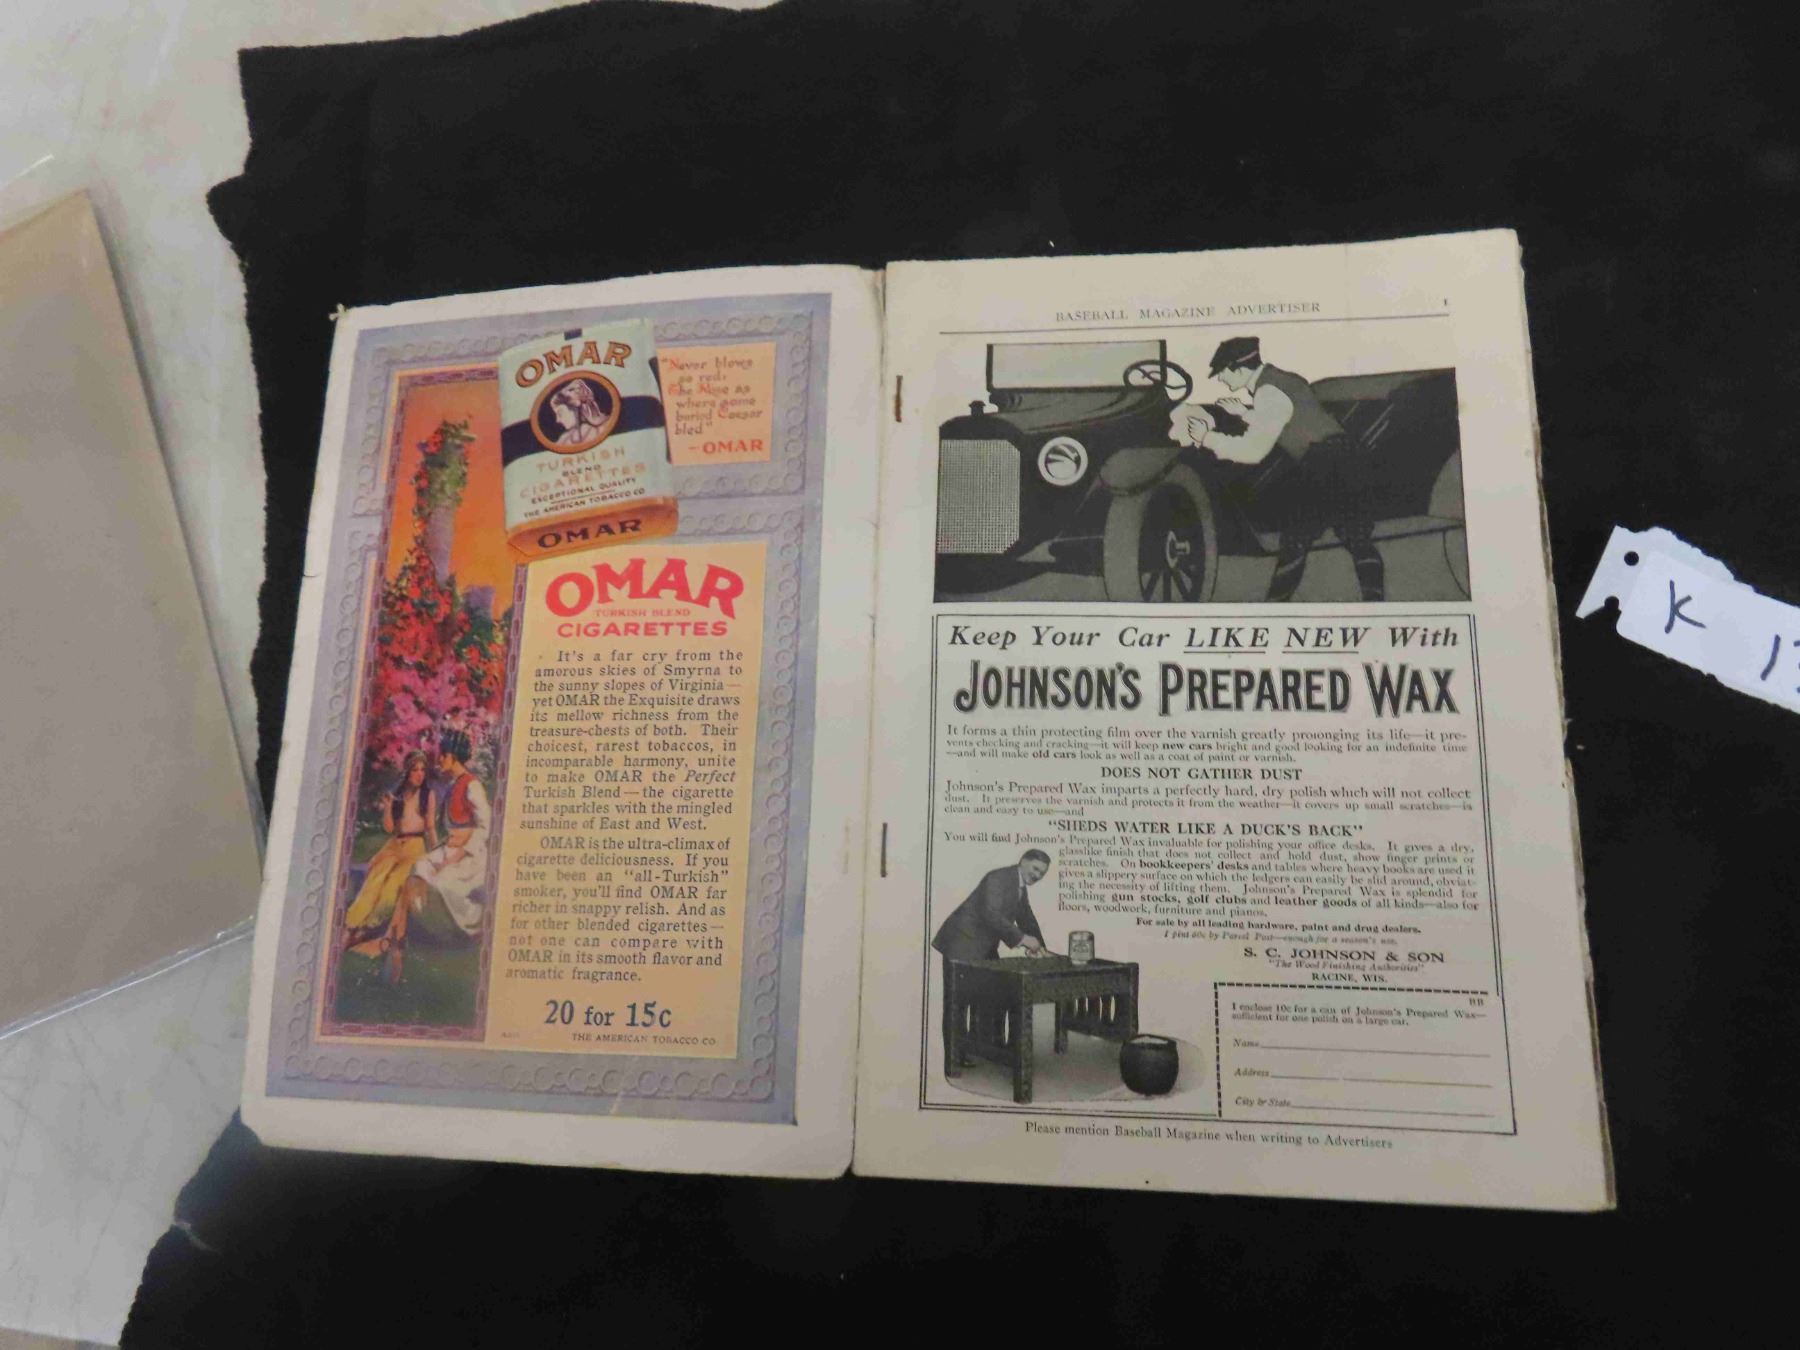 OMAR
TURKISH
BLEND
CIGARETTES
EXCEPTIONAL QUALITY
THE AMERICAN TOBACCO CO
OMAR
"Never blows
so red
The Rose as
where some
buried Caesar
bled"
-OMAR
OMAR
TURKISH BLEND
CIGARETTES
It's a far cry from the
amorous skies of Smyrna to
the sunny slopes of Virginia—
yet OMAR the Exquisite draws
its mellow richness from the
treasure-chests of both. Their
choicest, rarest tobaccos, in
incomparable harmony, unite
to make OMAR the Perfect
Turkish Blend—the cigarette
that sparkles with the mingled
sunshine of East and West.
OMAR is the ultra-climax of
cigarette deliciousness. If you
have been an "all-Turkish"
smoker, you'll find OMAR far
richer in snappy relish. And as
for other blended cigarettes—
not one can compare with
OMAR in its smooth flavor and
aromatic fragrance.
20 for 15c
THE AMERICAN TOBACCO CO
BASEBALL MAGAZINE ADVERTISER 1
Keep Your Car LIKE NEW With
JOHNSON'S PREPARED WAX
It forms a thin protecting film over the varnish greatly prolonging its life—it pre-
vents checking and cracking—it will keep new cars bright and good looking for an indefinite time
—and will make old cars look as well as a coat of paint or varnish.
DOES NOT GATHER DUST
Johnson's Prepared Wax imparts a perfectly hard, dry polish which will not collect
dust. It preserves the varnish and protects it from the weather—it covers up small scratches—is
clean and easy to use—and
"SHEDS WATER LIKE A DUCK'S BACK"
You will find Johnson's Prepared Wax invaluable for polishing your office desks. It gives a dry,
glasslike finish that does not collect and hold dust, show finger prints or
scratches. On bookkeepers' desks and tables where heavy books are used it
gives a slippery surface on which the ledgers can easily be slid around, obviat-
ing the necessity of lifting them. Johnson's Prepared Wax is splendid for
polishing gun stocks, golf clubs and leather goods of all kinds—also for
floors, woodwork, furniture and pianos.
For sale by all leading hardware, paint and drug dealers.
1 pint 60c by Parcel Post—enough for a season's use.
S. C. JOHNSON & SON
"The Wood Finishing Authorities"
RACINE, WIS.
BB
I enclose 10c for a can of Johnson's Prepared Wax—
sufficient for one polish on a large car.
Name
Address
City & State
Please mention Baseball Magazine when writing to Advertisers
K 13